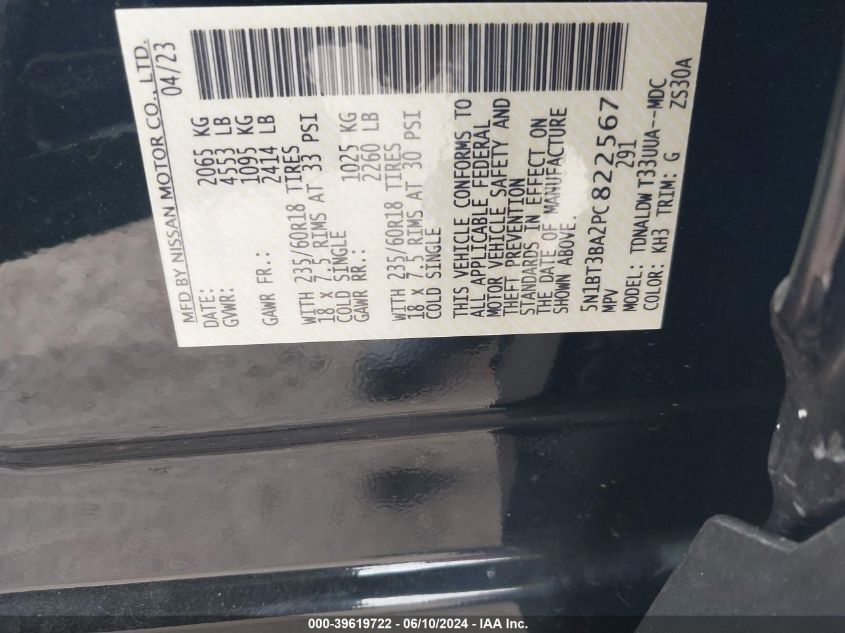 MFD BY NISSAN MOTOR CO., LTD.
DATE: 04/23
GVWR: 2065 KG
4553 LB
GAWR FR.: 1095 KG
2414 LB
WITH 235/60R18 TIRES
18 x 7.5 RIMS AT 33 PSI
COLD SINGLE
GAWR RR.: 1025 KG
2260 LB
WITH 235/60R18 TIRES
18 x 7.5 RIMS AT 30 PSI
COLD SINGLE
THIS VEHICLE CONFORMS TO
ALL APPLICABLE FEDERAL
MOTOR VEHICLE SAFETY AND
THEFT PREVENTION
STANDARDS IN EFFECT ON
THE DATE OF MANUFACTURE
SHOWN ABOVE.
5N1BT3BA2PC822567
MPV 291
MODEL: TDNALDW T33UUA--MDC
COLOR: KH3 TRIM: G ZS30A
000-39619722 - 06/10/2024 - IAA Inc.